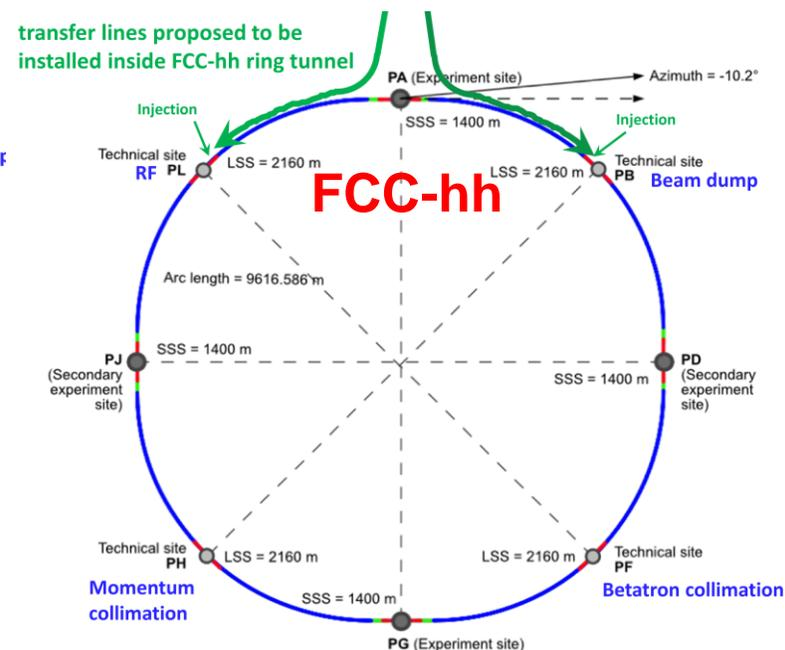 transfer lines proposed to be
installed inside FCC-hh ring tunnel
PA (Experiment site)
Azimuth = -10.2°
Injection
SSS = 1400 m
Injection
Technical site
PL
RF
LSS = 2160 m
LSS = 2160 m
Technical site
PB
Beam dump
FCC-hh
Arc length = 9616.586 m
PJ
(Secondary
experiment
site)
SSS = 1400 m
SSS = 1400 m
PD
(Secondary
experiment
site)
Technical site
PH
LSS = 2160 m
LSS = 2160 m
Technical site
PF
Momentum
collimation
Betatron collimation
SSS = 1400 m
PG (Experiment site)